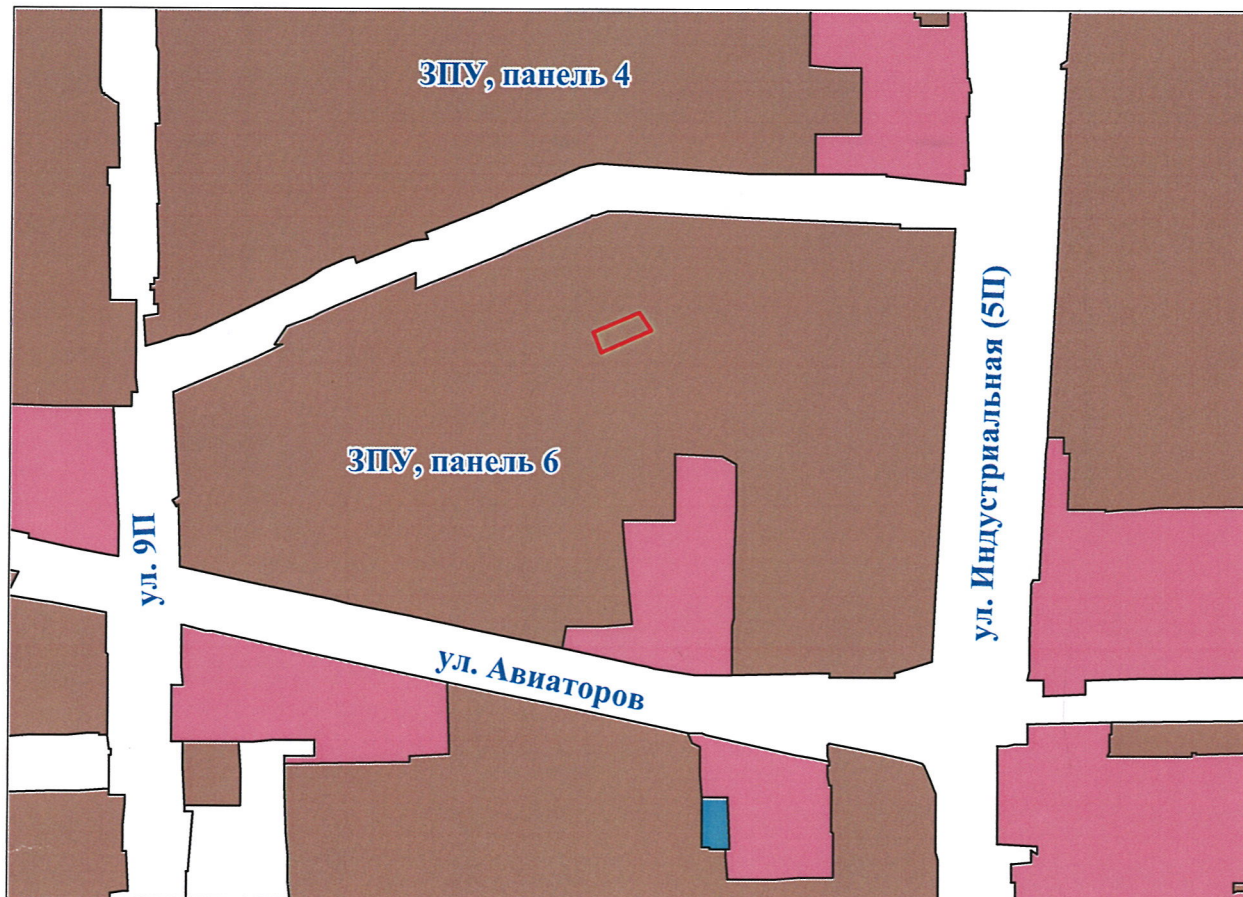 ЗПУ, панель 4
ул. Индустриальная (5П)
ЗПУ, панель 6
ул. 9П
ул. Авиаторов